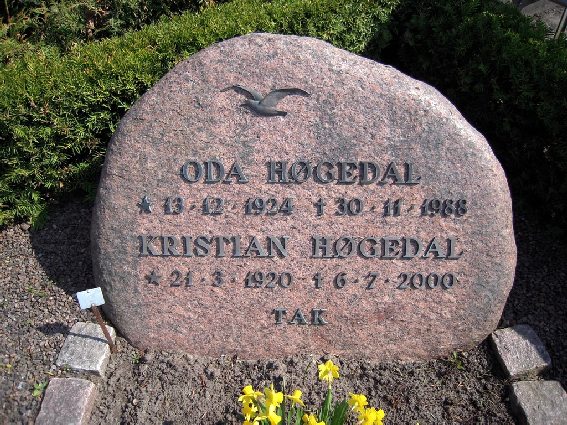 ODA HØGEDAL
★ 13 · 12 · 1924 † 30 · 11 · 1988
KRISTIAN HØGEDAL
★ 21 · 3 · 1920 † 6 · 7 · 2000
TAK